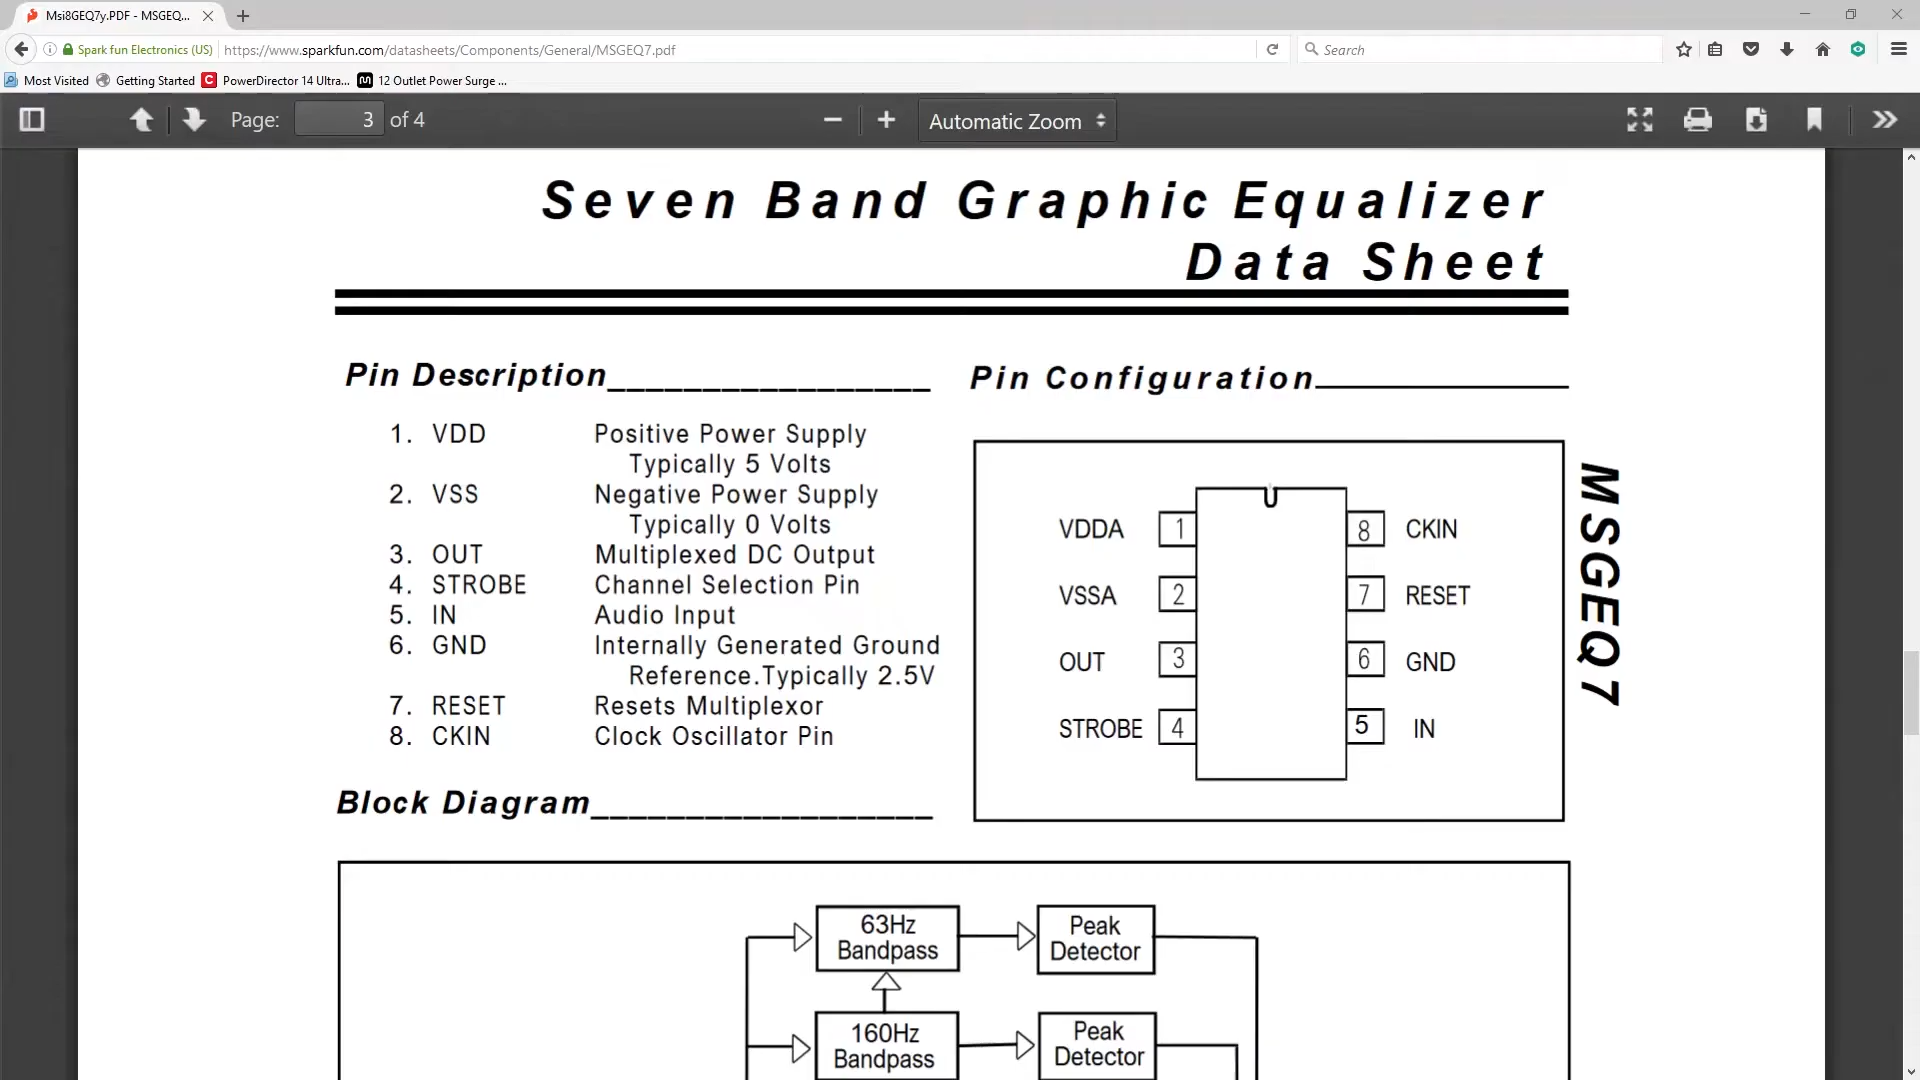 Msi8GEQ7y.PDF - MSGEQ...
Spark fun Electronics (US)
https://www.sparkfun.com/datasheets/Components/General/MSGEQ7.pdf
Search
Most Visited
Getting Started
PowerDirector 14 Ultra...
12 Outlet Power Surge ...
Page: 3 of 4
Automatic Zoom
Seven Band Graphic Equalizer
Data Sheet
Pin Description_________________
1. VDD Positive Power Supply
Typically 5 Volts
2. VSS Negative Power Supply
Typically 0 Volts
3. OUT Multiplexed DC Output
4. STROBE Channel Selection Pin
5. IN Audio Input
6. GND Internally Generated Ground
Reference.Typically 2.5V
7. RESET Resets Multiplexor
8. CKIN Clock Oscillator Pin
Pin Configuration
VDDA 1 8 CKIN
VSSA 2 7 RESET
OUT 3 6 GND
STROBE 4 5 IN
MSGEQ7
Block Diagram__________________
63Hz
Bandpass
Peak
Detector
160Hz
Bandpass
Peak
Detector